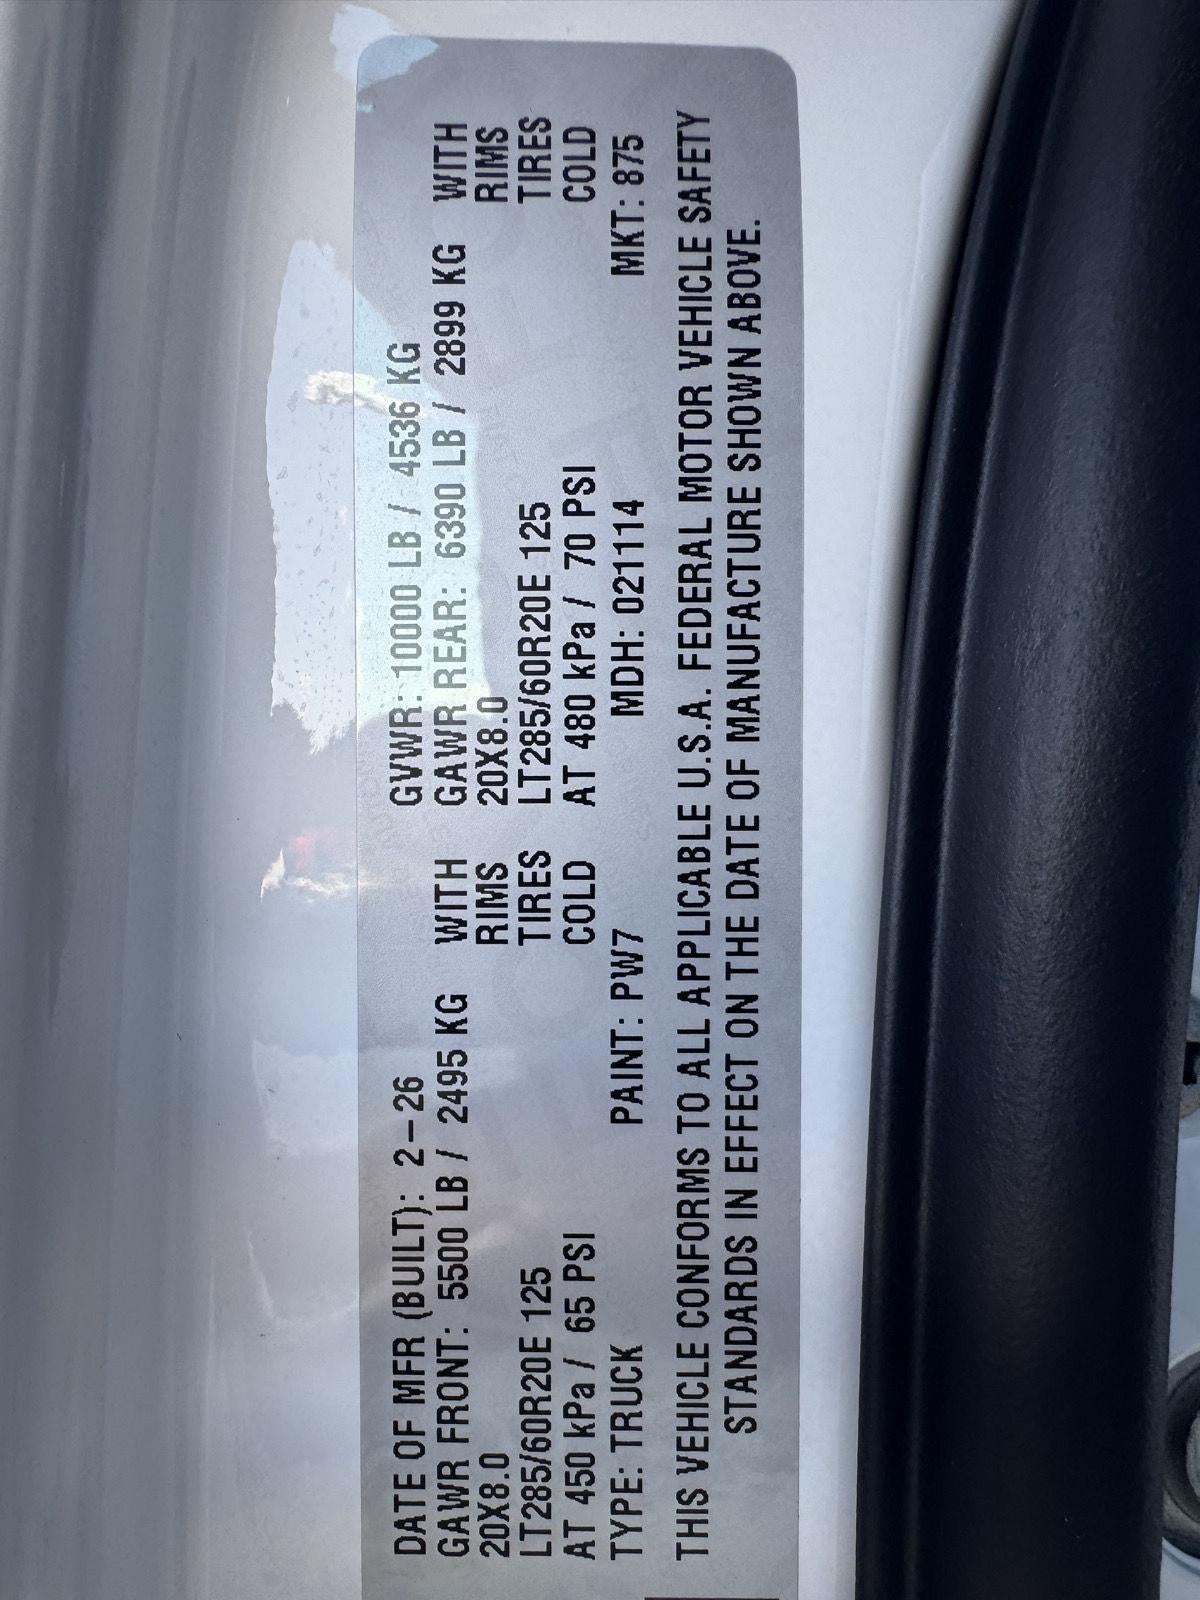 DATE OF MFR (BUILT): 2-26 GVWR: 10000 LB / 4536 KG
GAWR FRONT: 5500 LB / 2495 KG WITH GAWR REAR: 6390 LB / 2899 KG WITH
20X8.0 RIMS 20X8.0 RIMS
LT285/60R20E 125 TIRES LT285/60R20E 125 TIRES
AT 450 kPa / 65 PSI COLD AT 480 kPa / 70 PSI COLD
TYPE: TRUCK PAINT: PW7 MDH: 021114 MKT: 875
THIS VEHICLE CONFORMS TO ALL APPLICABLE U.S.A. FEDERAL MOTOR VEHICLE SAFETY
STANDARDS IN EFFECT ON THE DATE OF MANUFACTURE SHOWN ABOVE.